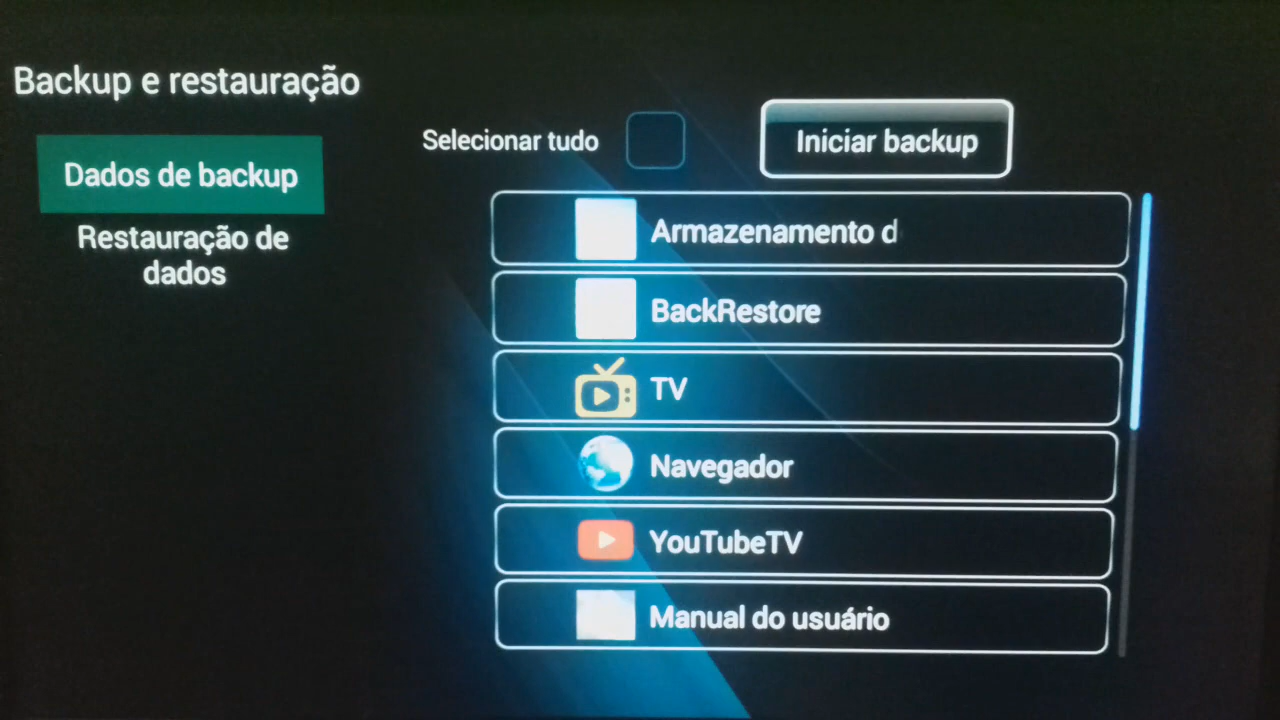 Backup e restauração
Selecionar tudo
Iniciar backup
Dados de backup
Restauração de
dados
Armazenamento d
BackRestore
TV
Navegador
YouTubeTV
Manual do usuário